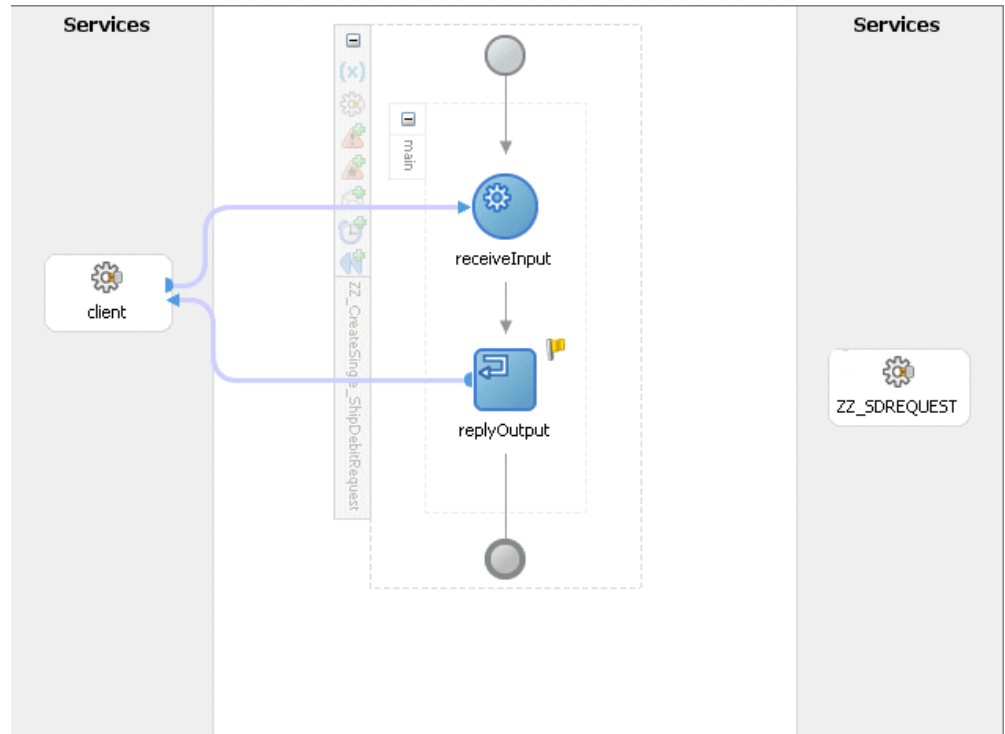 Services
Services
(x)
main
receiveInput
client
ZZ_CreateSinge_ShipDebitRequest
replyOutput
ZZ_SDREQUEST